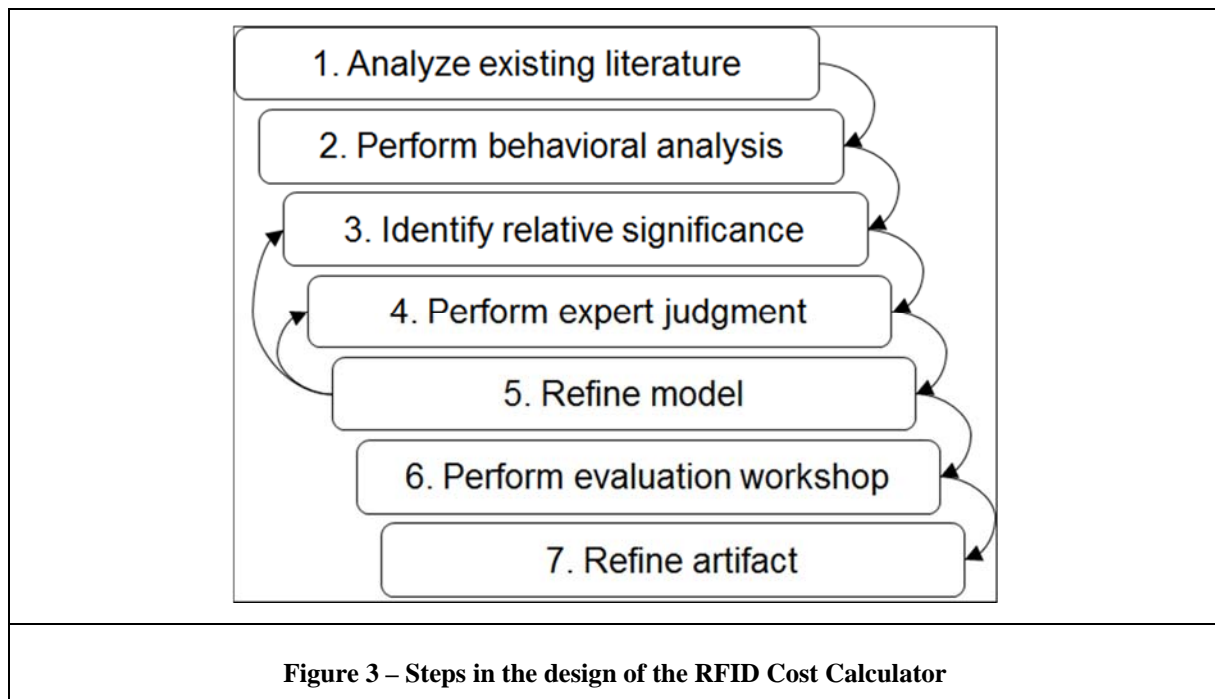 1. Analyze existing literature
2. Perform behavioral analysis
3. Identify relative significance
4. Perform expert judgment
5. Refine model
6. Perform evaluation workshop
7. Refine artifact
Figure 3 – Steps in the design of the RFID Cost Calculator